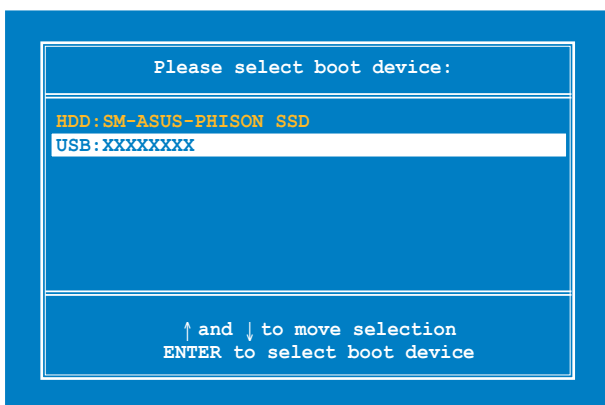 Please select boot device:
HDD:SM-ASUS-PHISON SSD
USB:XXXXXXXX
↑ and ↓ to move selection
ENTER to select boot device